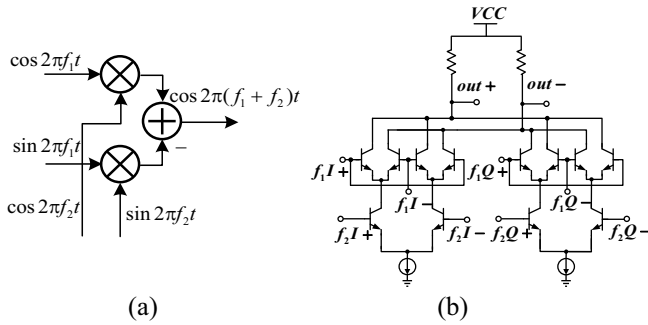 cos 2πf₁t
cos 2π(f₁ + f₂)t
−
sin 2πf₁t
cos 2πf₂t
sin 2πf₂t
(a)
VCC
out + out −
f₁I+ f₁Q+
f₁I− f₁Q−
f₂I+ f₂I− f₂Q+ f₂Q−
(b)